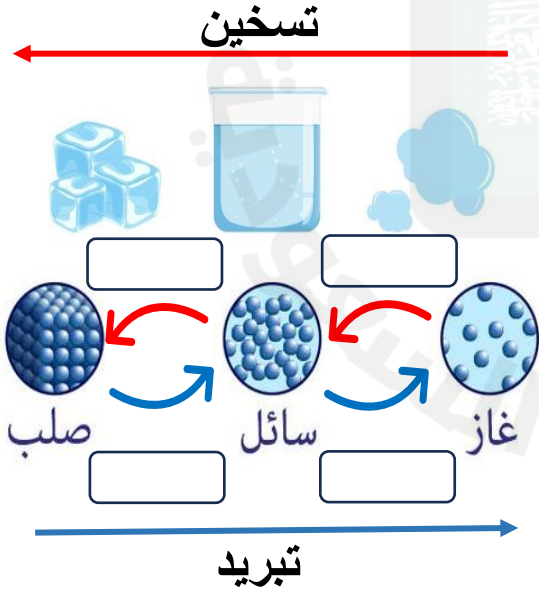 تسخين
غاز
سائل
صلب
تبريد